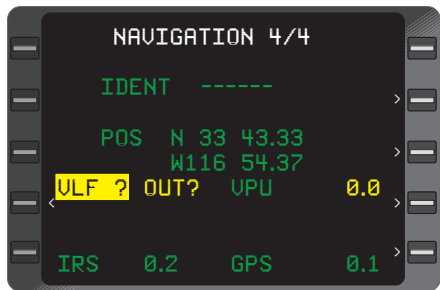 NAVIGATION 4/4
IDENT ------
POS N 33 43.33
W116 54.37
VLF ? OUT? VPU 0.0
IRS 0.2 GPS 0.1